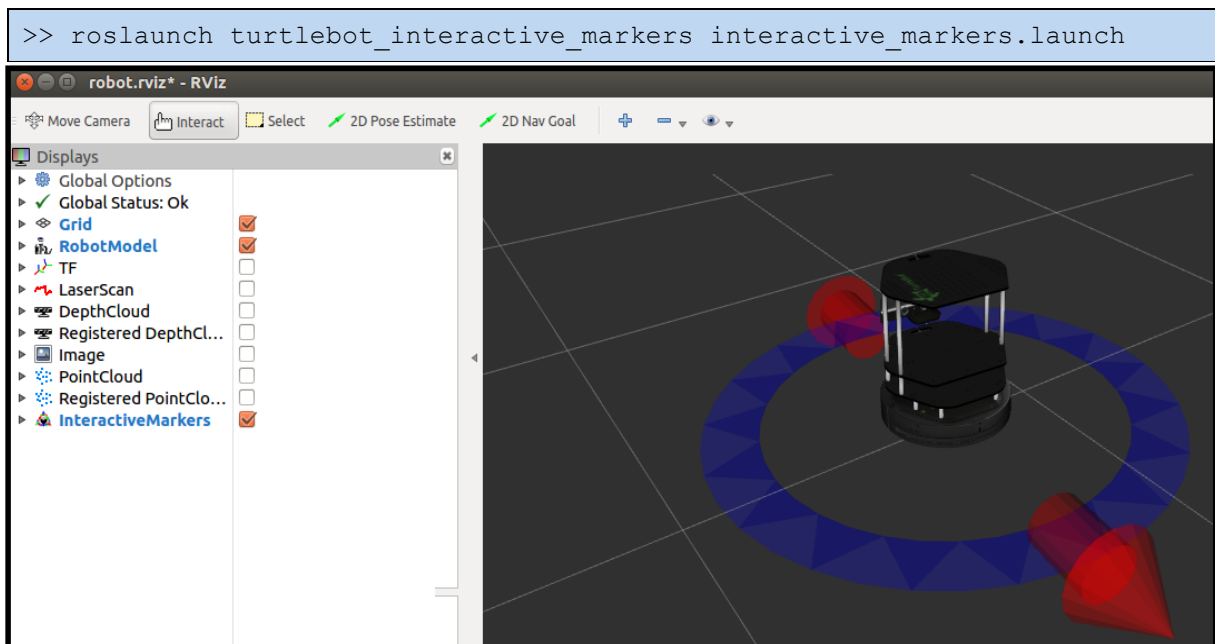 >> roslaunch turtlebot_interactive_markers interactive_markers.launch
robot.rviz* - RViz
Move Camera Interact Select 2D Pose Estimate 2D Nav Goal
Displays
Global Options
Global Status: Ok
Grid
RobotModel
TF
LaserScan
DepthCloud
Registered DepthCl...
Image
PointCloud
Registered PointClo...
InteractiveMarkers